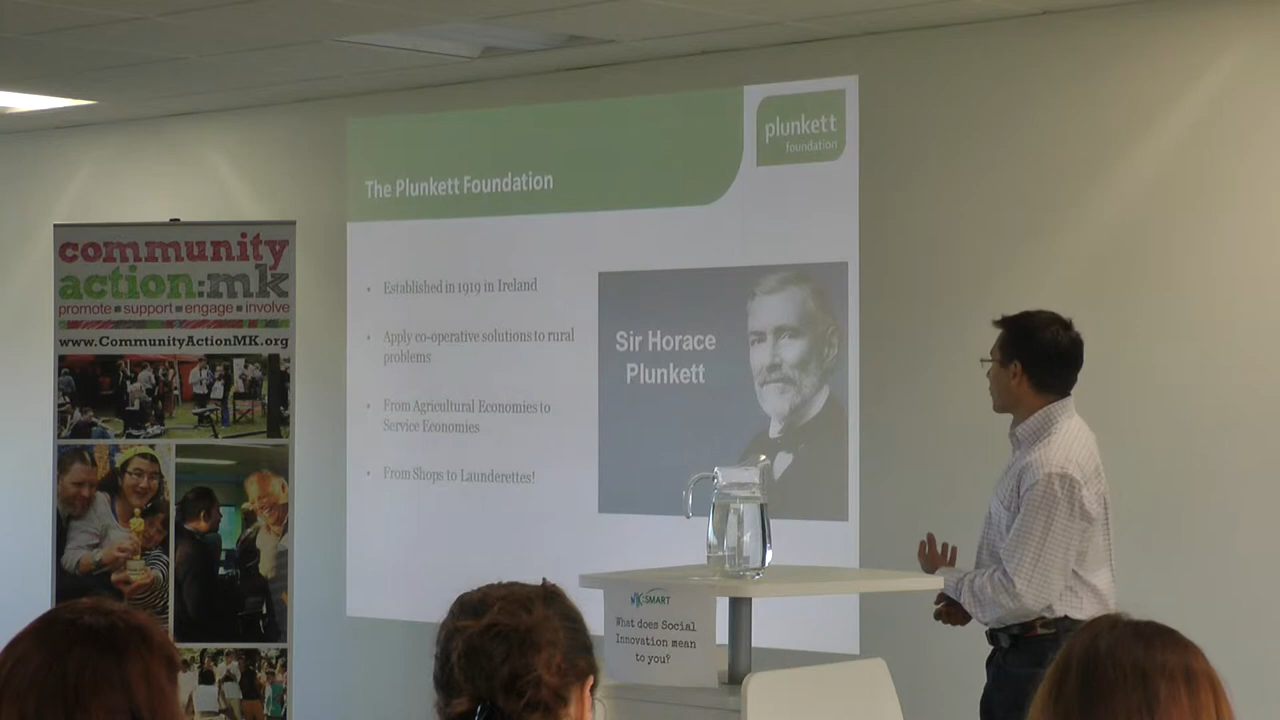 community
action:mk
promote ■ support ■ engage ■ involve
www.CommunityActionMK.org
The Plunkett Foundation
plunkett
foundation
• Established in 1919 in Ireland
• Apply co-operative solutions to rural
problems
• From Agricultural Economies to
Service Economies
• From Shops to Launderettes!
Sir Horace
Plunkett
MK:SMART
What does Social
Innovation mean
to you?